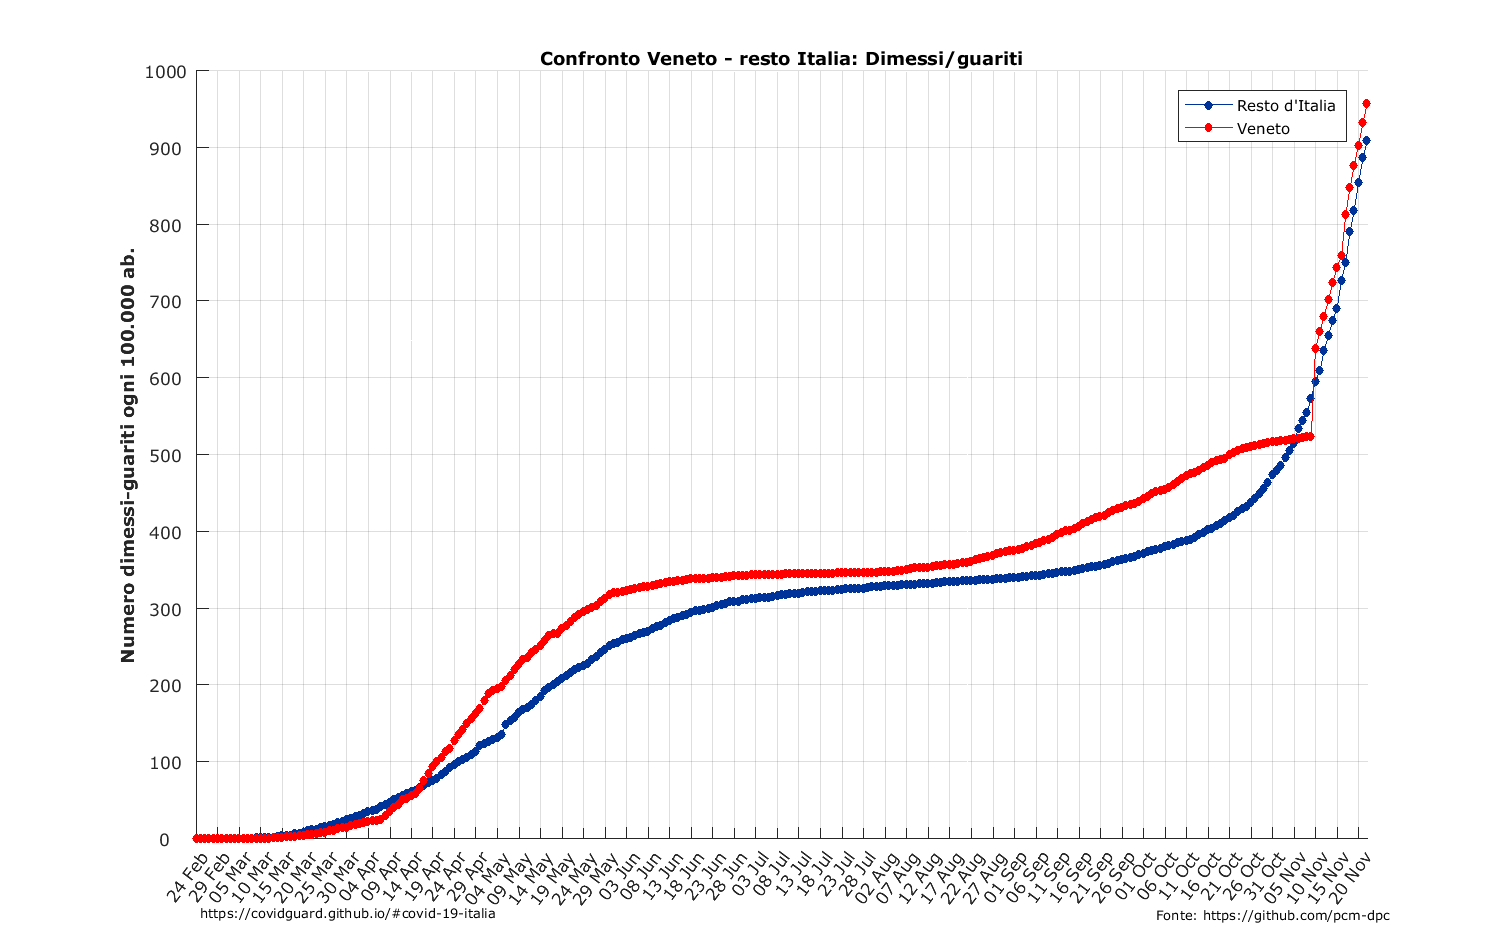 Confronto Veneto - resto Italia: Dimessi/guariti
Resto d'Italia
Veneto
Numero dimessi-guariti ogni 100.000 ab.
1000
900
800
700
600
500
400
300
200
100
0
24 Feb
29 Feb
05 Mar
10 Mar
15 Mar
20 Mar
25 Mar
30 Mar
04 Apr
09 Apr
14 Apr
19 Apr
24 Apr
29 Apr
04 May
09 May
14 May
19 May
24 May
29 May
03 Jun
08 Jun
13 Jun
18 Jun
23 Jun
28 Jun
03 Jul
08 Jul
13 Jul
18 Jul
23 Jul
28 Jul
02 Aug
07 Aug
12 Aug
17 Aug
22 Aug
27 Aug
01 Sep
06 Sep
11 Sep
16 Sep
21 Sep
26 Sep
01 Oct
06 Oct
11 Oct
16 Oct
21 Oct
26 Oct
31 Oct
05 Nov
10 Nov
15 Nov
20 Nov
https://covidguard.github.io/#covid-19-italia
Fonte: https://github.com/pcm-dpc